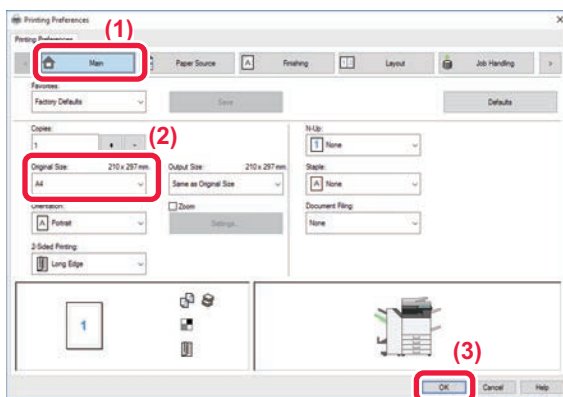 Printing Preferences
(1)
Printing Preferences
Main
Paper Source
A
Finishing
Layout
Job Handling
Favorites:
Factory Defaults
Save
Defaults
Copies:
1
(2)
N-Up:
1 None
Original Size: 210 x 297 mm.
A4
Output Size: 210 x 297 mm.
Same as Original Size
Staple:
A None
Orientation:
A Portrait
Zoom
Settings...
Document Filing:
None
2-Sided Printing:
Long Edge
1
(3)
OK
Cancel
Help